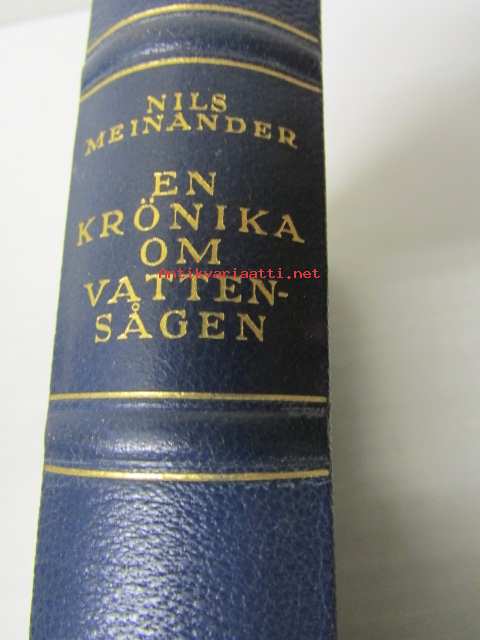 NILS
MEINANDER
EN
KRÖNIKA
OM
Antikvariaatti.net
VATTEN-
SÅGEN